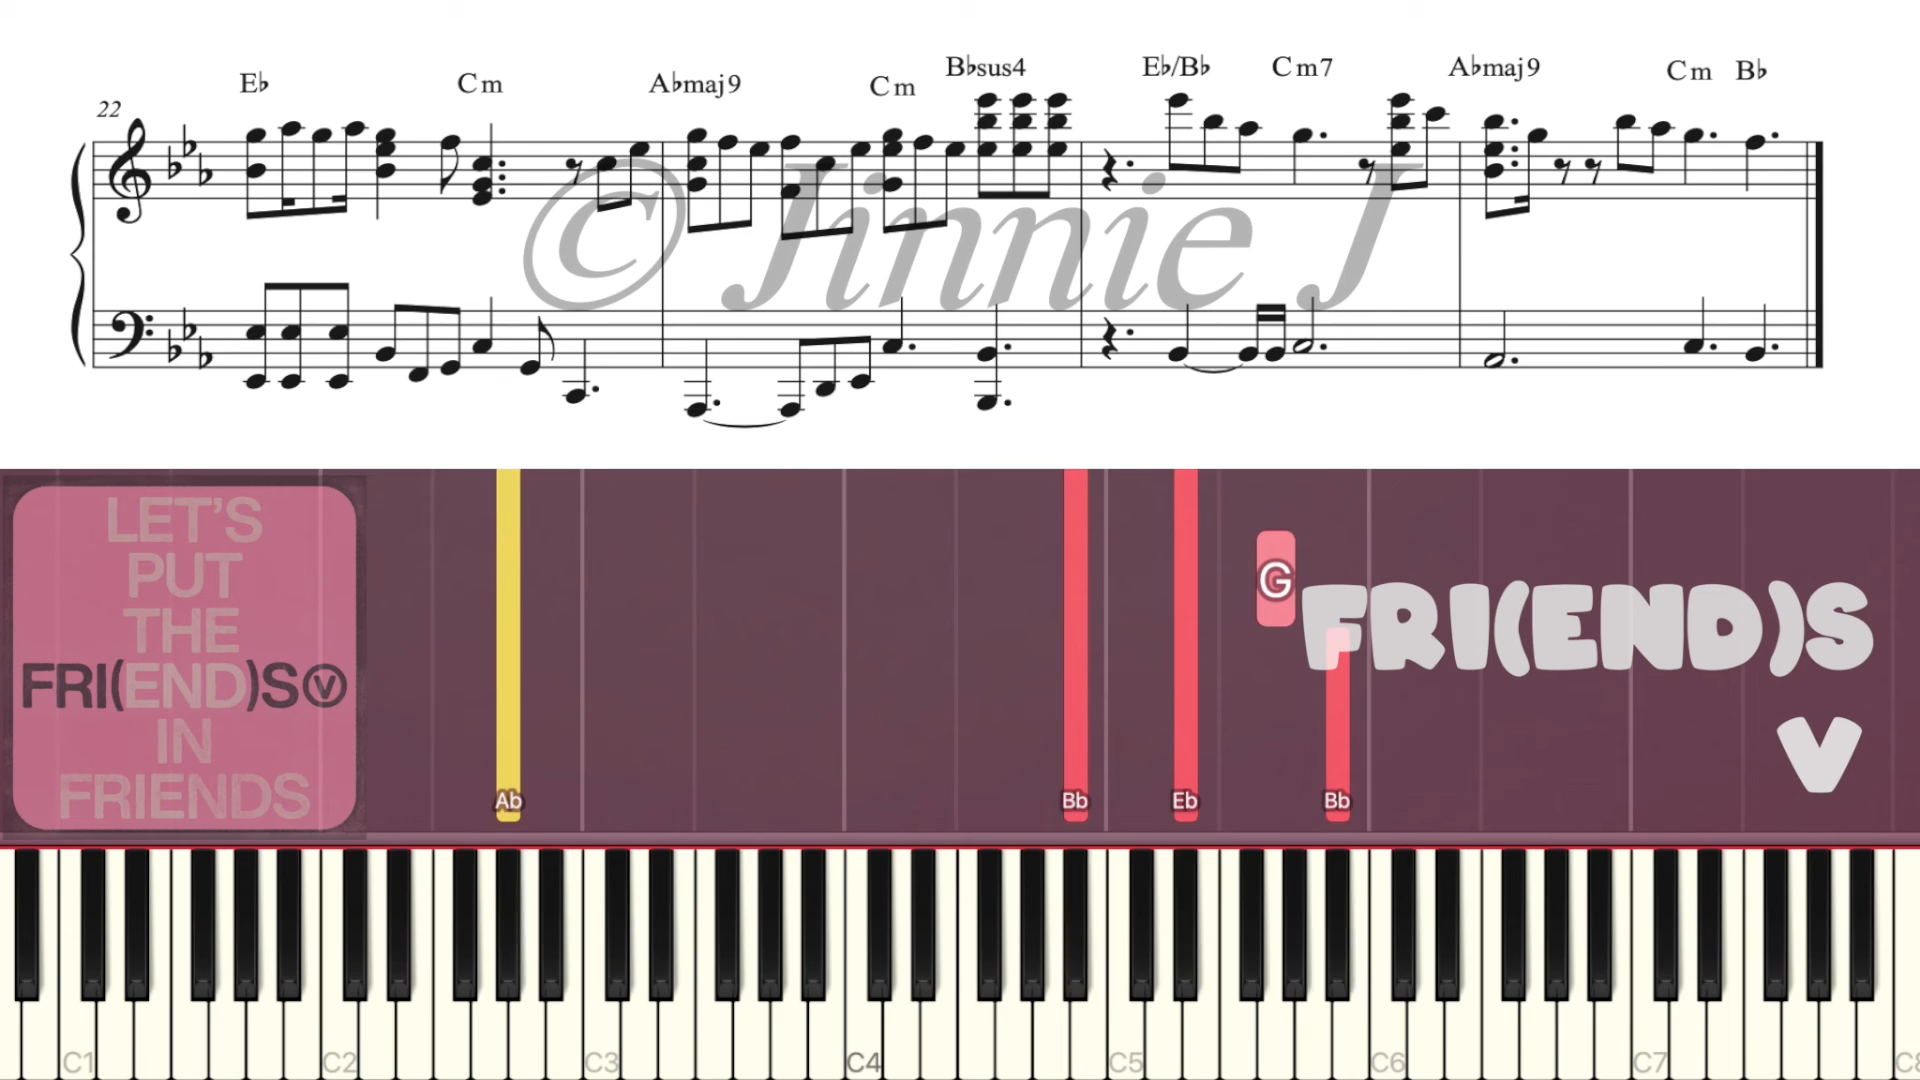 E♭ Cm A♭maj9 Cm B♭sus4 E♭/B♭ Cm7 A♭maj9 Cm B♭
22
© Jinnie J
LET'S
PUT
THE
FRI(END)S Ⓥ
IN
FRIENDS
G
FRI(END)S
V
Ab Bb Eb Bb
C1 C2 C3 C4 C5 C6 C7 C8